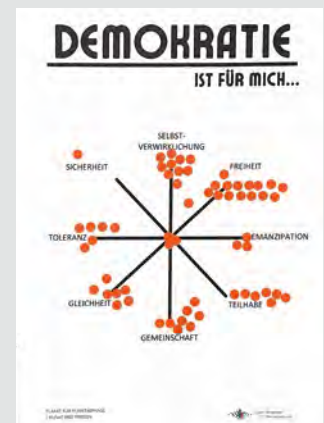 DEMOKRATIE
IST FÜR MICH...
SELBST-
VERWIRKLICHUNG
SICHERHEIT
FREIHEIT
TOLERANZ
EMANZIPATION
GLEICHHEIT
TEILHABE
GEMEINSCHAFT